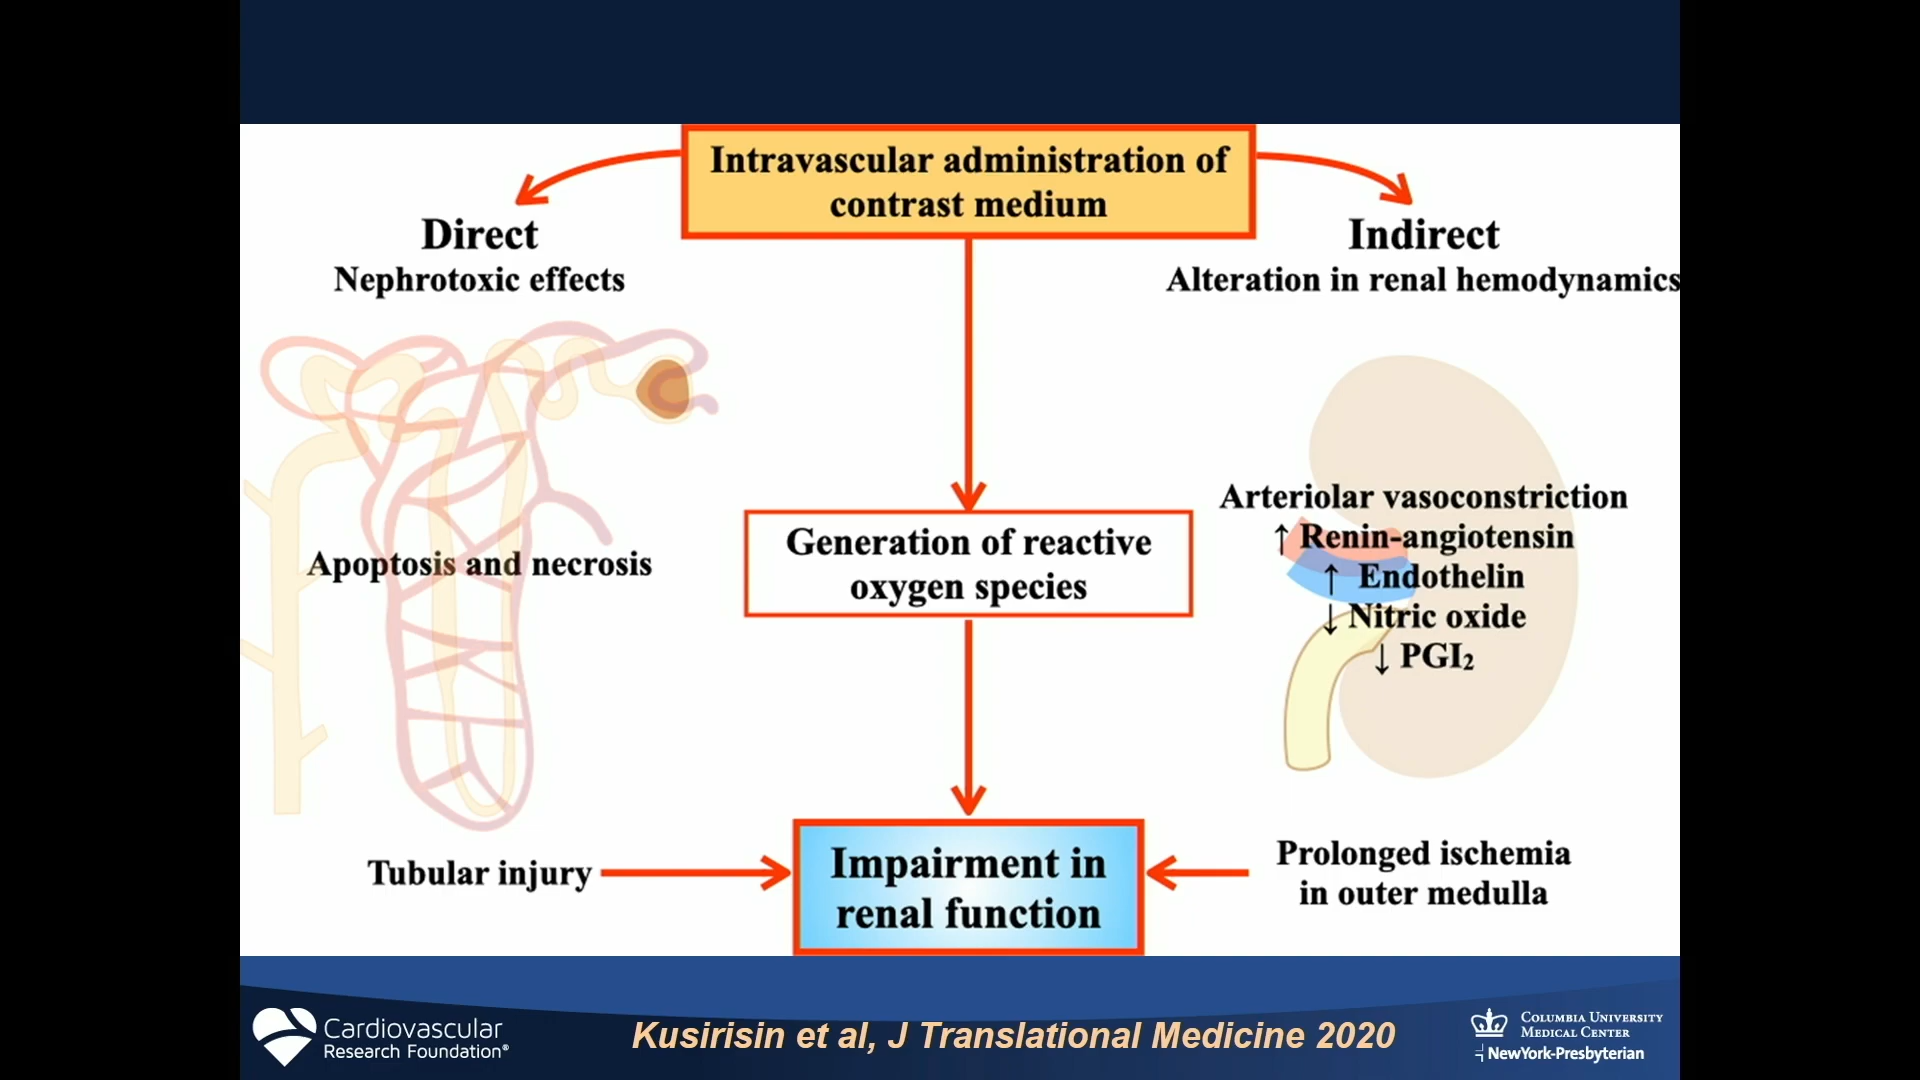 Intravascular administration of
contrast medium
Direct
Nephrotoxic effects
Indirect
Alteration in renal hemodynamics
Apoptosis and necrosis
Generation of reactive
oxygen species
Arteriolar vasoconstriction
↑ Renin-angiotensin
↑ Endothelin
↓ Nitric oxide
↓ PGI₂
Tubular injury
Impairment in
renal function
Prolonged ischemia
in outer medulla
Cardiovascular
Research Foundation®
Kusirisin et al, J Translational Medicine 2020
COLUMBIA UNIVERSITY
MEDICAL CENTER
NewYork-Presbyterian